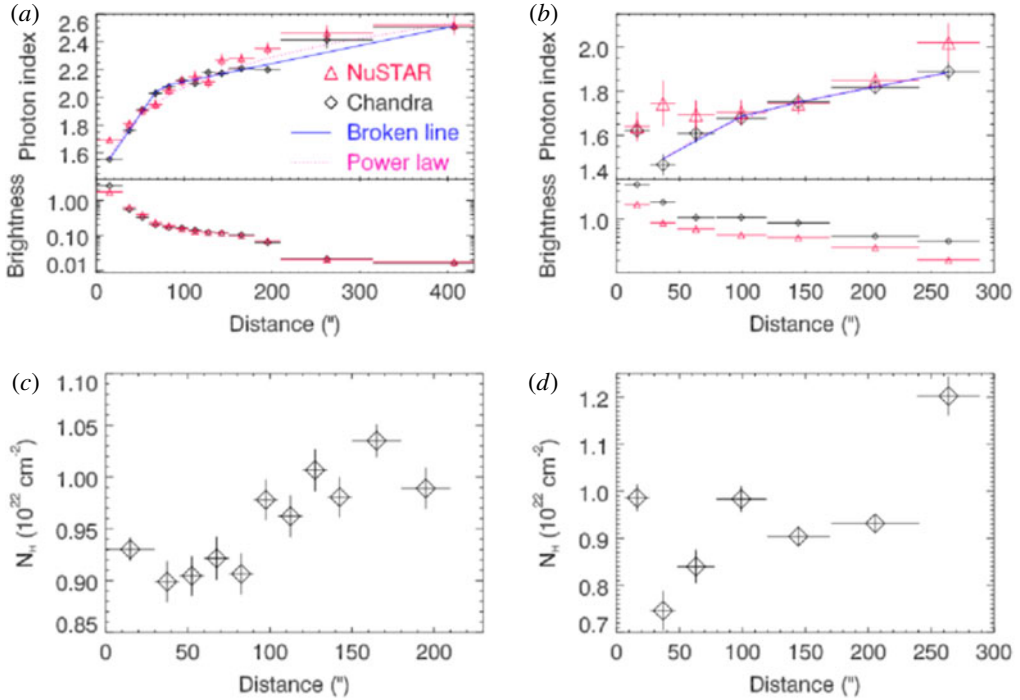 (a)
Photon index
2.6
2.4
2.2
2.0
1.8
1.6
NuSTAR
Chandra
Broken line
Power law
Brightness
1.00
0.10
0.01
0 100 200 300 400
Distance (")
(b)
Photon index
2.0
1.8
1.6
1.4
Brightness
1.0
0 50 100 150 200 250 300
Distance (")
(c)
N_H (10^22 cm^-2)
1.10
1.05
1.00
0.95
0.90
0.85
0 50 100 150 200
Distance (")
(d)
N_H (10^22 cm^-2)
1.2
1.1
1.0
0.9
0.8
0.7
0 50 100 150 200 250 300
Distance (")